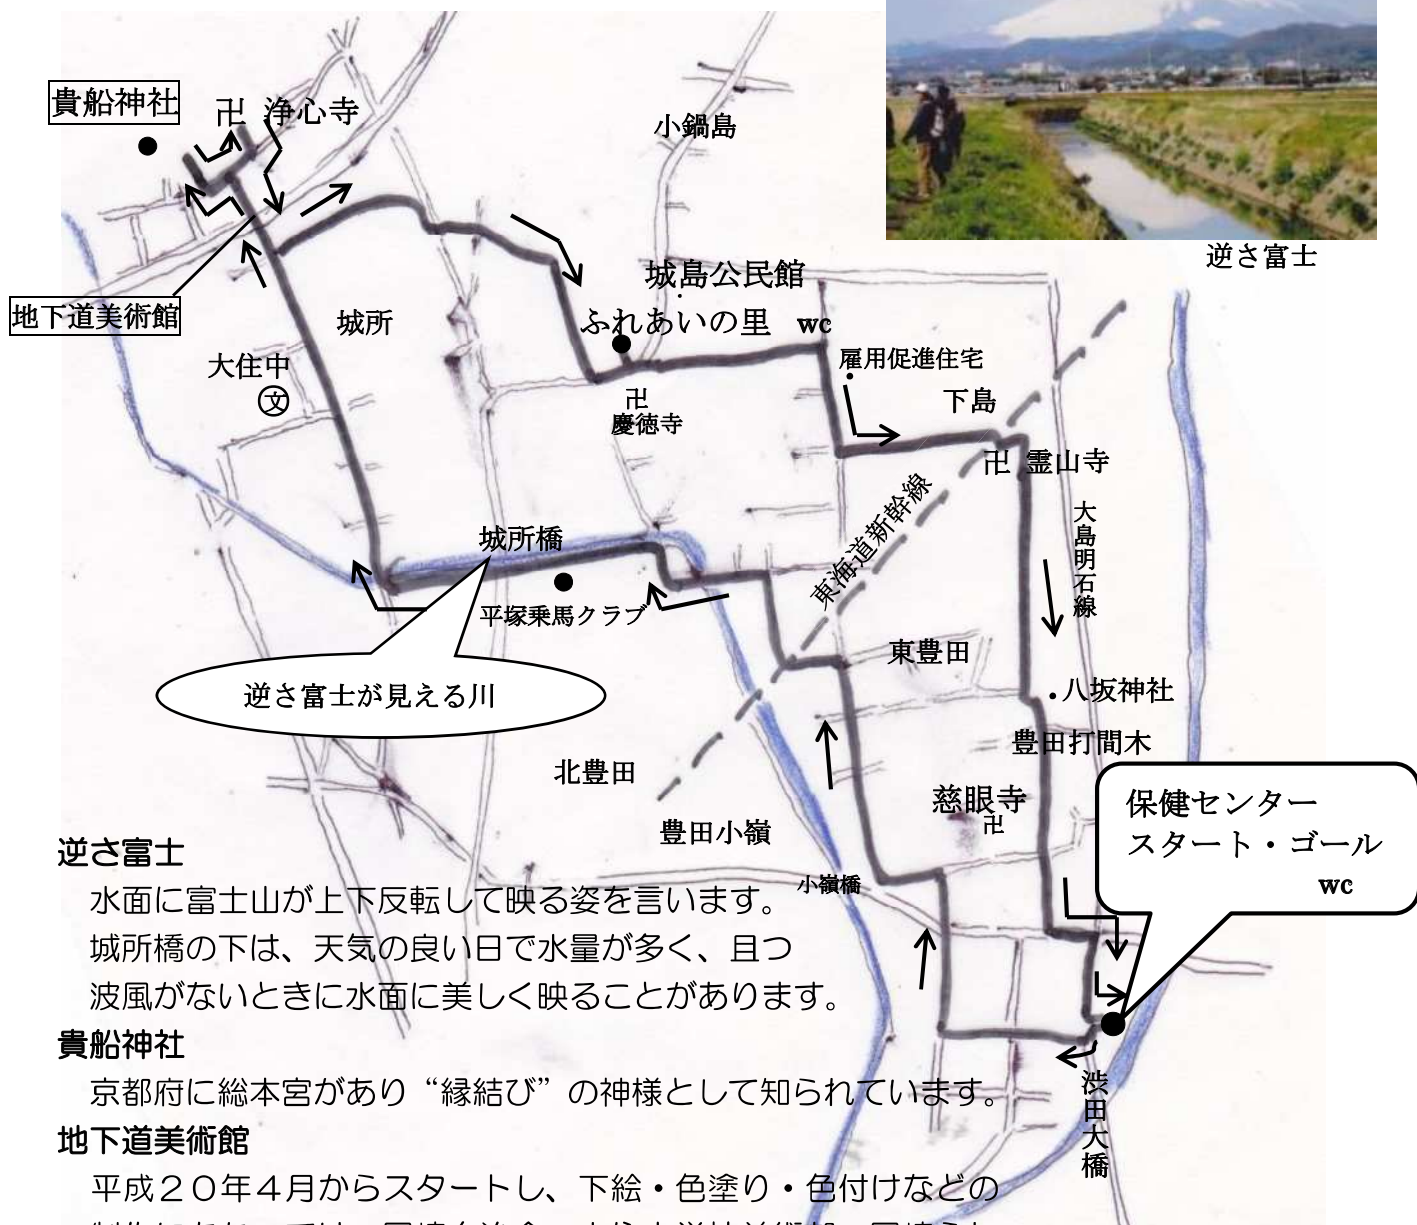 貴船神社
卍 浄心寺
小鍋島
逆さ富士
城島公民館
ふれあいの里 wc
地下道美術館
城所
大住中
文
雇用促進住宅
下島
卍
慶徳寺
卍 霊山寺
東海道新幹線
大島明石線
城所橋
平塚乗馬クラブ
逆さ富士が見える川
東豊田
八坂神社
豊田打間木
北豊田
慈眼寺
卍
豊田小嶺
小嶺橋
保健センター
スタート・ゴール
wc
渋田大橋
逆さ富士
水面に富士山が上下反転して映る姿を言います。
城所橋の下は、天気の良い日で水量が多く、且つ
波風がないときに水面に美しく映ることがあります。
貴船神社
京都府に総本宮があり“縁結び”の神様として知られています。
地下道美術館
平成20年4月からスタートし、下絵・色塗り・色付けなどの